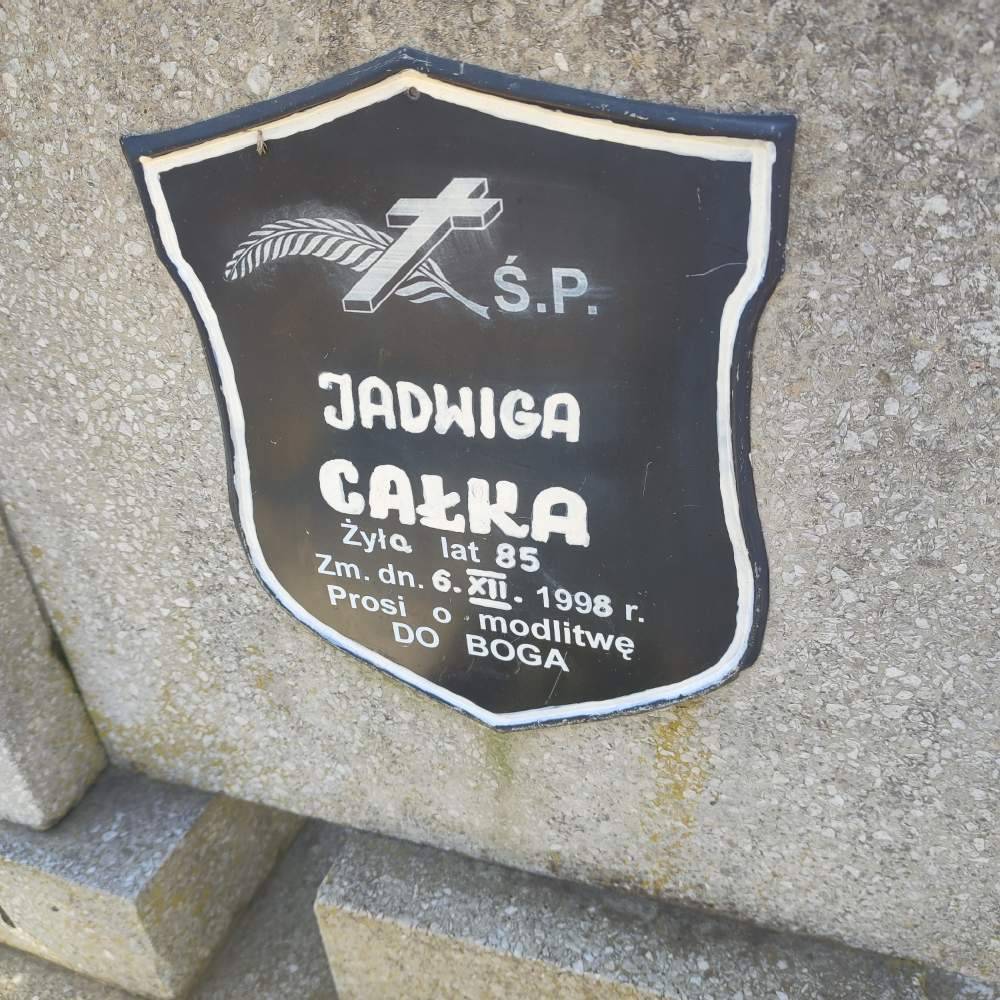 Ś.P.
JADWIGA
CAŁKA
Żyła lat 85
Zm. dn. 6. XII. 1998 r.
Prosi o modlitwę
DO BOGA